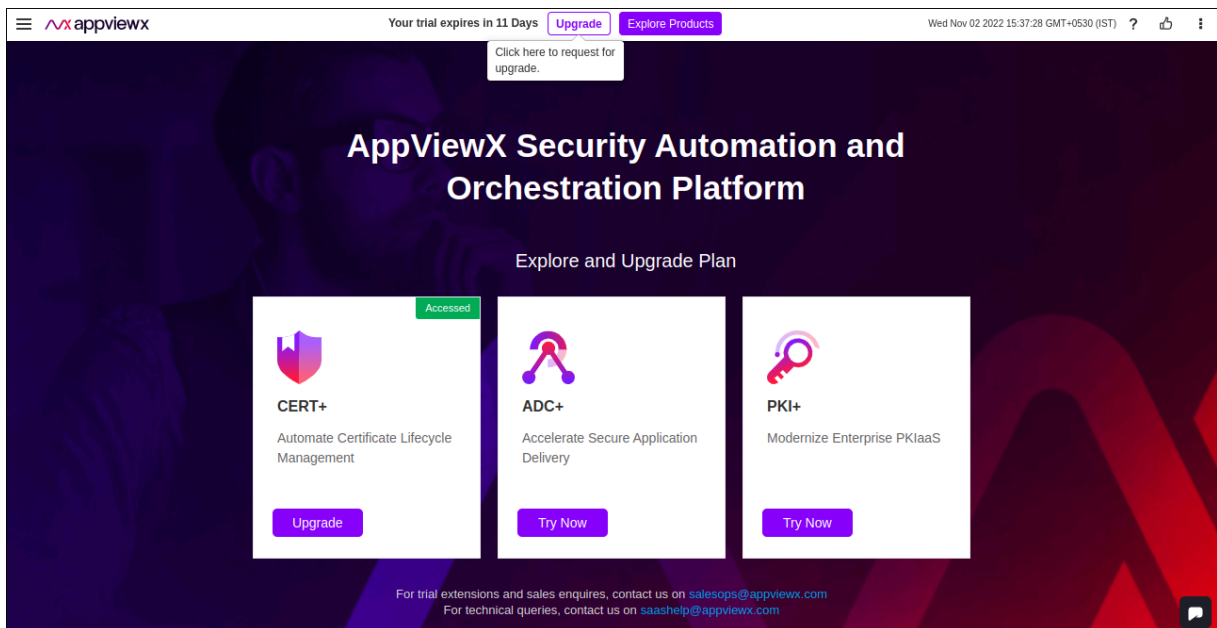 appviewx
Your trial expires in 11 Days Upgrade Explore Products Wed Nov 02 2022 15:37:28 GMT+0530 (IST) ?
Click here to request for
upgrade.
AppViewX Security Automation and
Orchestration Platform
Explore and Upgrade Plan
Accessed
CERT+
Automate Certificate Lifecycle
Management
Upgrade
ADC+
Accelerate Secure Application
Delivery
Try Now
PKI+
Modernize Enterprise PKIaaS
Try Now
For trial extensions and sales enquires, contact us on salesops@appviewx.com
For technical queries, contact us on saashelp@appviewx.com